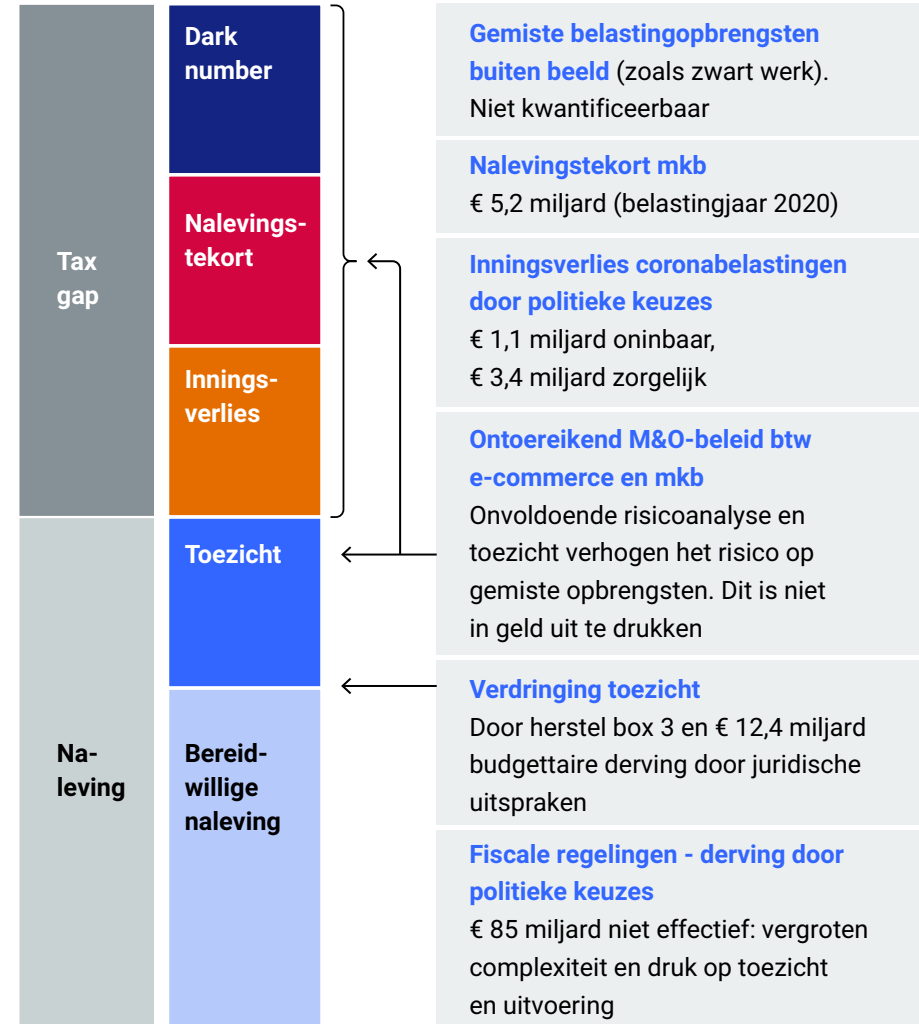 Tax
gap
Na-
leving
Dark
number
Nalevings-
tekort
Innings-
verlies
Toezicht
Bereid-
willige
naleving
Gemiste belastingopbrengsten
buiten beeld (zoals zwart werk).
Niet kwantificeerbaar
Nalevingstekort mkb
€ 5,2 miljard (belastingjaar 2020)
Inningsverlies coronabelastingen
door politieke keuzes
€ 1,1 miljard oninbaar,
€ 3,4 miljard zorgelijk
Ontoereikend M&O-beleid btw
e-commerce en mkb
Onvoldoende risicoanalyse en
toezicht verhogen het risico op
gemiste opbrengsten. Dit is niet
in geld uit te drukken
Verdringing toezicht
Door herstel box 3 en € 12,4 miljard
budgettaire derving door juridische
uitspraken
Fiscale regelingen - derving door
politieke keuzes
€ 85 miljard niet effectief: vergroten
complexiteit en druk op toezicht
en uitvoering